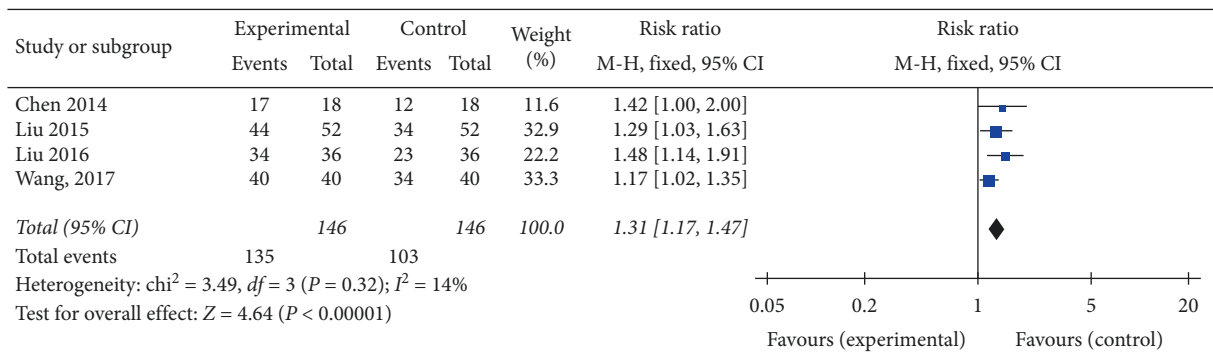 Study or subgroup Experimental Control Weight (%) Risk ratio Risk ratio
Events Total Events Total M-H, fixed, 95% CI M-H, fixed, 95% CI
Chen 2014 17 18 12 18 11.6 1.42 [1.00, 2.00]
Liu 2015 44 52 34 52 32.9 1.29 [1.03, 1.63]
Liu 2016 34 36 23 36 22.2 1.48 [1.14, 1.91]
Wang, 2017 40 40 34 40 33.3 1.17 [1.02, 1.35]
Total (95% CI) 146 146 100.0 1.31 [1.17, 1.47]
Total events 135 103
Heterogeneity: chi² = 3.49, df = 3 (P = 0.32); I² = 14%
Test for overall effect: Z = 4.64 (P < 0.00001)
0.05 0.2 1 5 20
Favours (experimental) Favours (control)